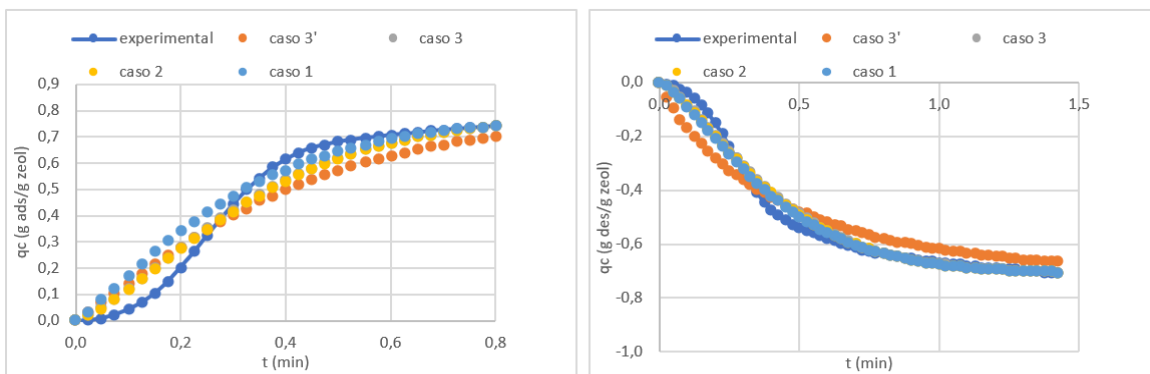 experimental caso 3' caso 3
caso 2 caso 1
0,9
0,8
0,7
0,6
0,5
0,4
0,3
0,2
0,1
0,0
qc (g ads/g zeol)
0,0 0,2 0,4 0,6 0,8
t (min)
experimental caso 3' caso 3
caso 2 caso 1
0,0
-0,2
-0,4
-0,6
-0,8
-1,0
qc (g des/g zeol)
0,0 0,5 1,0 1,5
t (min)